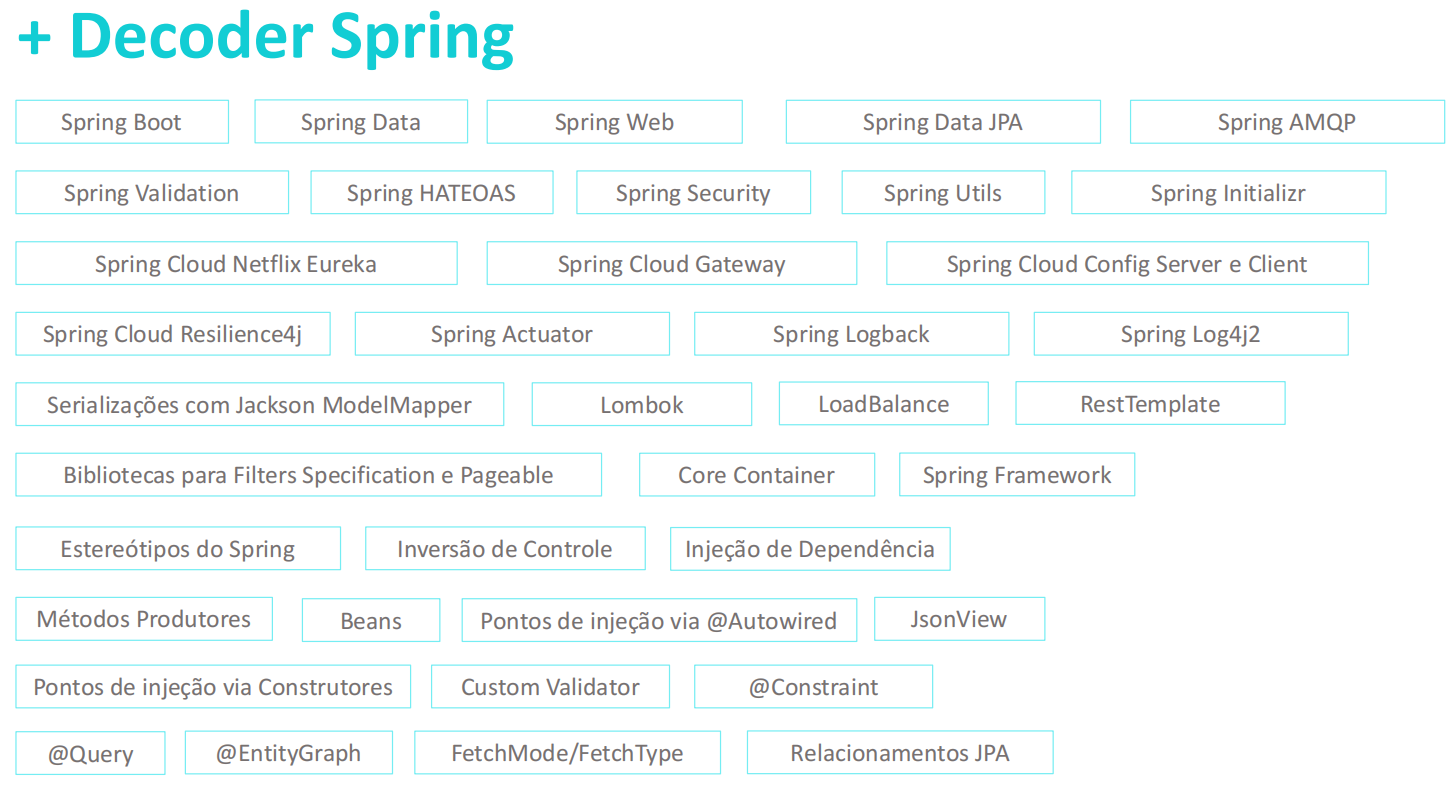 + Decoder Spring
Spring Boot Spring Data Spring Web Spring Data JPA Spring AMQP
Spring Validation Spring HATEOAS Spring Security Spring Utils Spring Initializr
Spring Cloud Netflix Eureka Spring Cloud Gateway Spring Cloud Config Server e Client
Spring Cloud Resilience4j Spring Actuator Spring Logback Spring Log4j2
Serializações com Jackson ModelMapper Lombok LoadBalance RestTemplate
Bibliotecas para Filters Specification e Pageable Core Container Spring Framework
Estereótipos do Spring Inversão de Controle Injeção de Dependência
Métodos Produtores Beans Pontos de injeção via @Autowired JsonView
Pontos de injeção via Construtores Custom Validator @Constraint
@Query @EntityGraph FetchMode/FetchType Relacionamentos JPA